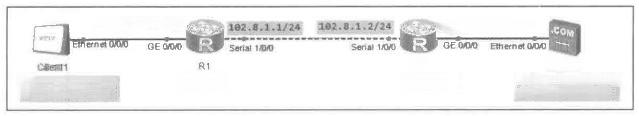 102.8.1.1/24
102.8.1.2/24
Ethernet 0/0/0
GE 0/0/0
R
Serial 1/0/0
Serial 1/0/0
R
GE 0/0/0
Ethernet 0/0/0
.COM
Client1
R1